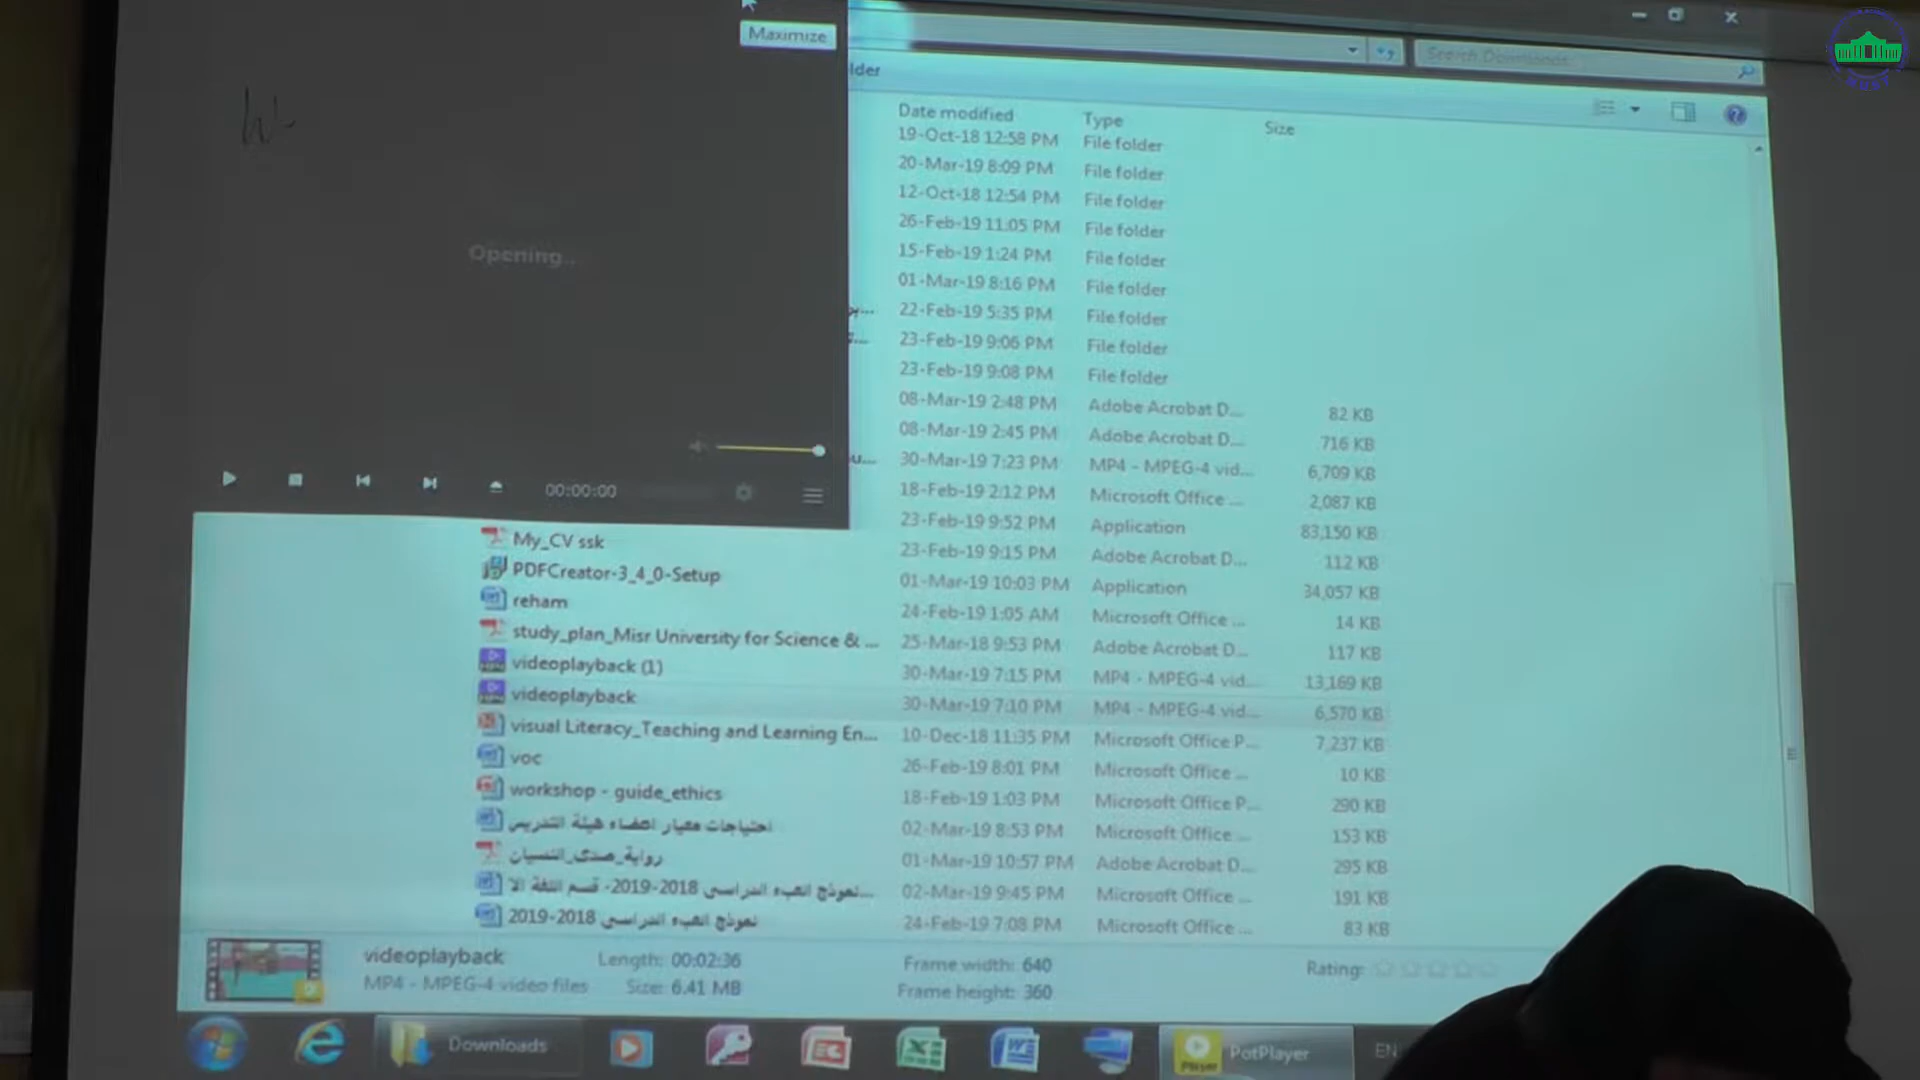 Maximize
Search Downloads
lder
Date modified Type Size
19-Oct-18 12:58 PM File folder
20-Mar-19 8:09 PM File folder
12-Oct-18 12:54 PM File folder
26-Feb-19 11:05 PM File folder
15-Feb-19 1:24 PM File folder
01-Mar-19 8:16 PM File folder
22-Feb-19 5:35 PM File folder
23-Feb-19 9:06 PM File folder
23-Feb-19 9:08 PM File folder
08-Mar-19 2:48 PM Adobe Acrobat D... 82 KB
08-Mar-19 2:45 PM Adobe Acrobat D... 716 KB
30-Mar-19 7:23 PM MP4 - MPEG-4 vid... 6,709 KB
18-Feb-19 2:12 PM Microsoft Office ... 2,087 KB
Opening...
00:00:00
My_CV ssk 23-Feb-19 9:52 PM Application 83,150 KB
PDFCreator-3_4_0-Setup 23-Feb-19 9:15 PM Adobe Acrobat D... 112 KB
01-Mar-19 10:03 PM Application 34,057 KB
reham 24-Feb-19 1:05 AM Microsoft Office ... 14 KB
study_plan_Misr University for Science & ... 25-Mar-18 9:53 PM Adobe Acrobat D... 117 KB
videoplayback (1) 30-Mar-19 7:15 PM MP4 - MPEG-4 vid... 13,169 KB
videoplayback 30-Mar-19 7:10 PM MP4 - MPEG-4 vid... 6,570 KB
visual Literacy_Teaching and Learning En... 10-Dec-18 11:35 PM Microsoft Office P... 7,237 KB
voc 26-Feb-19 8:01 PM Microsoft Office ... 10 KB
workshop - guide_ethics 18-Feb-19 1:03 PM Microsoft Office P... 290 KB
احتياجات معيار اعضاء هيئة التدريس 02-Mar-19 8:53 PM Microsoft Office ... 153 KB
رواية_صدى_النسيان 01-Mar-19 10:57 PM Adobe Acrobat D... 295 KB
نموذج العبء الدراسى 2018-2019- قسم اللغة الا... 02-Mar-19 9:45 PM Microsoft Office ... 191 KB
نموذج العبء الدراسى 2018-2019 24-Feb-19 7:08 PM Microsoft Office ... 83 KB
videoplayback Length: 00:02:36 Frame width: 640 Rating:
MP4 - MPEG-4 video files Size: 6.41 MB Frame height: 360
Downloads PotPlayer EN
MUST